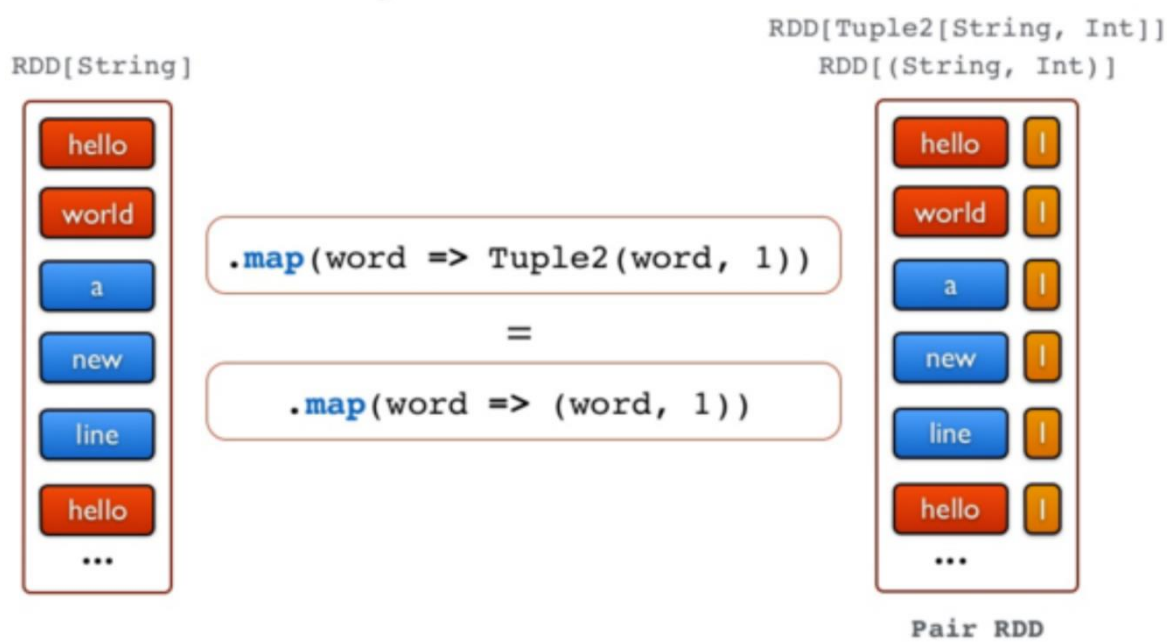 RDD[Tuple2[String, Int]]
RDD[String]
RDD[(String, Int)]
hello
world
a
new
line
hello
...
.map(word => Tuple2(word, 1))
=
.map(word => (word, 1))
hello 1
world 1
a 1
new 1
line 1
hello 1
...
Pair RDD